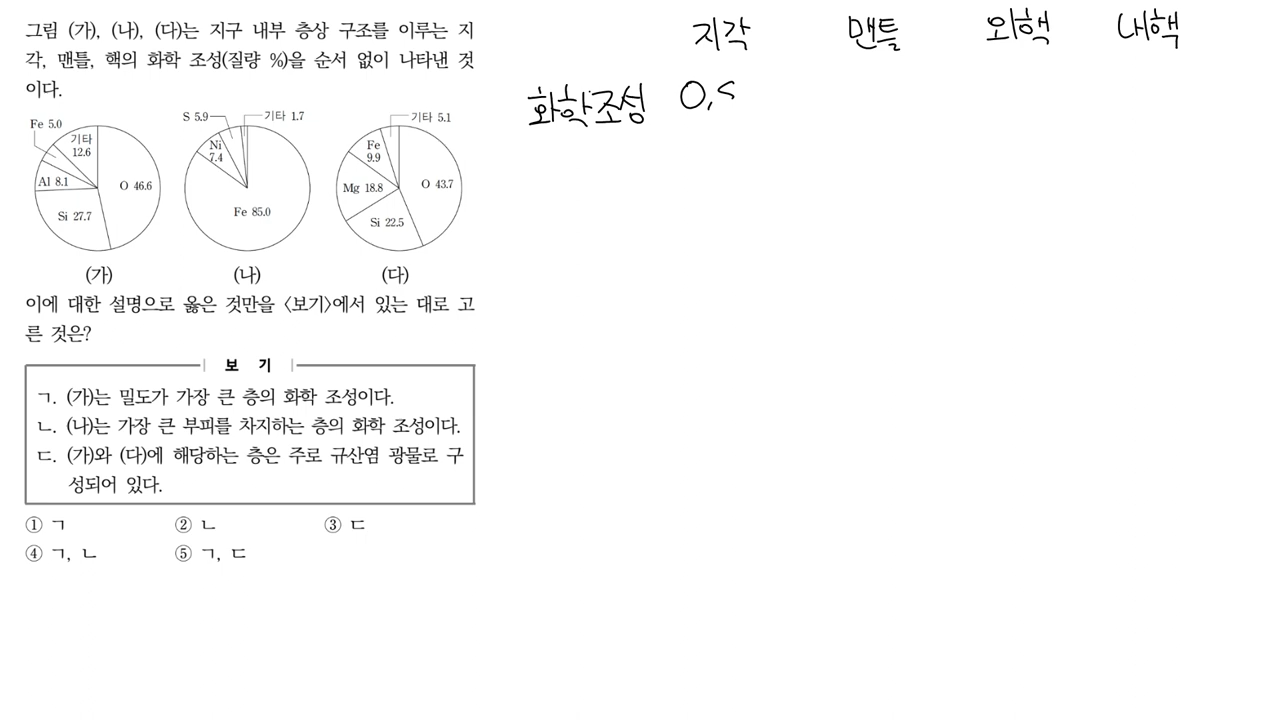 그림 (가), (나), (다)는 지구 내부 층상 구조를 이루는 지
각, 맨틀, 핵의 화학 조성(질량 %)을 순서 없이 나타낸 것
이다.
Fe 5.0
기타
12.6
Al 8.1
O 46.6
Si 27.7
(가)
S 5.9
기타 1.7
Ni
7.4
Fe 85.0
(나)
기타 5.1
Fe
9.9
Mg 18.8
O 43.7
Si 22.5
(다)
이에 대한 설명으로 옳은 것만을 〈보기〉에서 있는 대로 고
른 것은?
보 기
ㄱ. (가)는 밀도가 가장 큰 층의 화학 조성이다.
ㄴ. (나)는 가장 큰 부피를 차지하는 층의 화학 조성이다.
ㄷ. (가)와 (다)에 해당하는 층은 주로 규산염 광물로 구
성되어 있다.
① ㄱ ② ㄴ ③ ㄷ
④ ㄱ, ㄴ ⑤ ㄱ, ㄷ
지각 맨틀 외핵 내핵
화학조성 O,